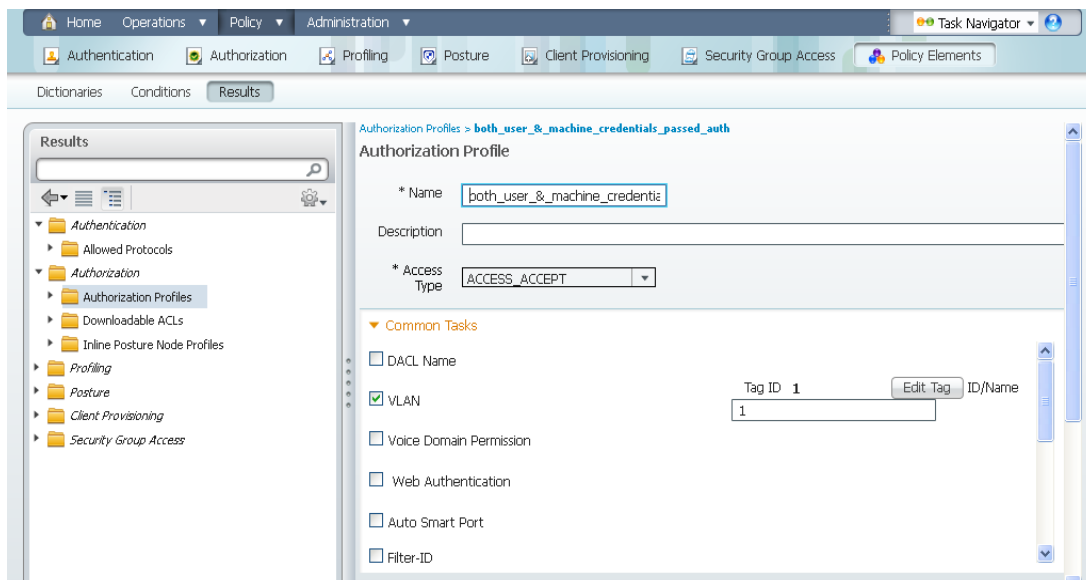 Home Operations ▼ Policy ▼ Administration ▼ Task Navigator ▼
Authentication Authorization Profiling Posture Client Provisioning Security Group Access Policy Elements
Dictionaries Conditions Results
Results
Authentication
Allowed Protocols
Authorization
Authorization Profiles
Downloadable ACLs
Inline Posture Node Profiles
Profiling
Posture
Client Provisioning
Security Group Access
Authorization Profiles > both_user_&_machine_credentials_passed_auth
Authorization Profile
* Name both_user_&_machine_credentia
Description
* Access Type ACCESS_ACCEPT
Common Tasks
DACL Name
VLAN Tag ID 1 Edit Tag ID/Name
1
Voice Domain Permission
Web Authentication
Auto Smart Port
Filter-ID